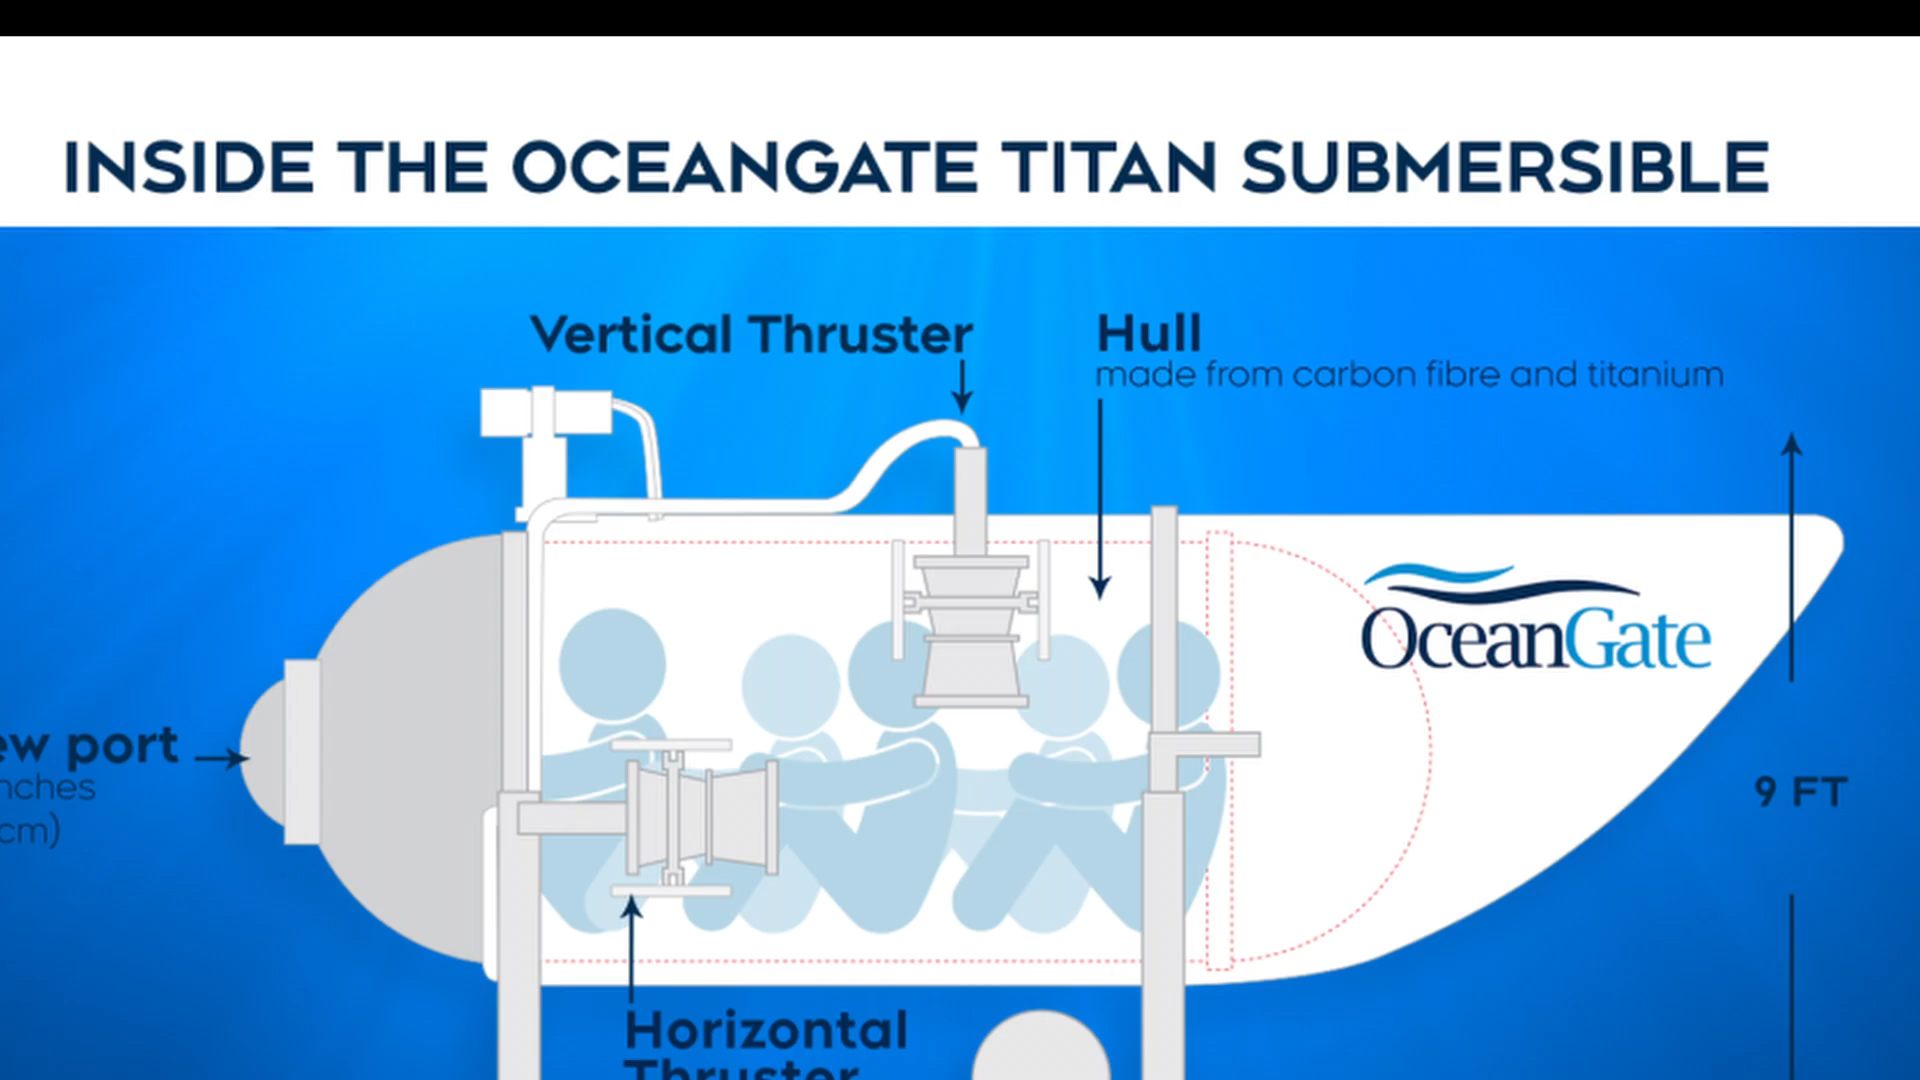 INSIDE THE OCEANGATE TITAN SUBMERSIBLE
Vertical Thruster
Hull
made from carbon fibre and titanium
OceanGate
port
9 FT
cm)
Horizontal
Thruster